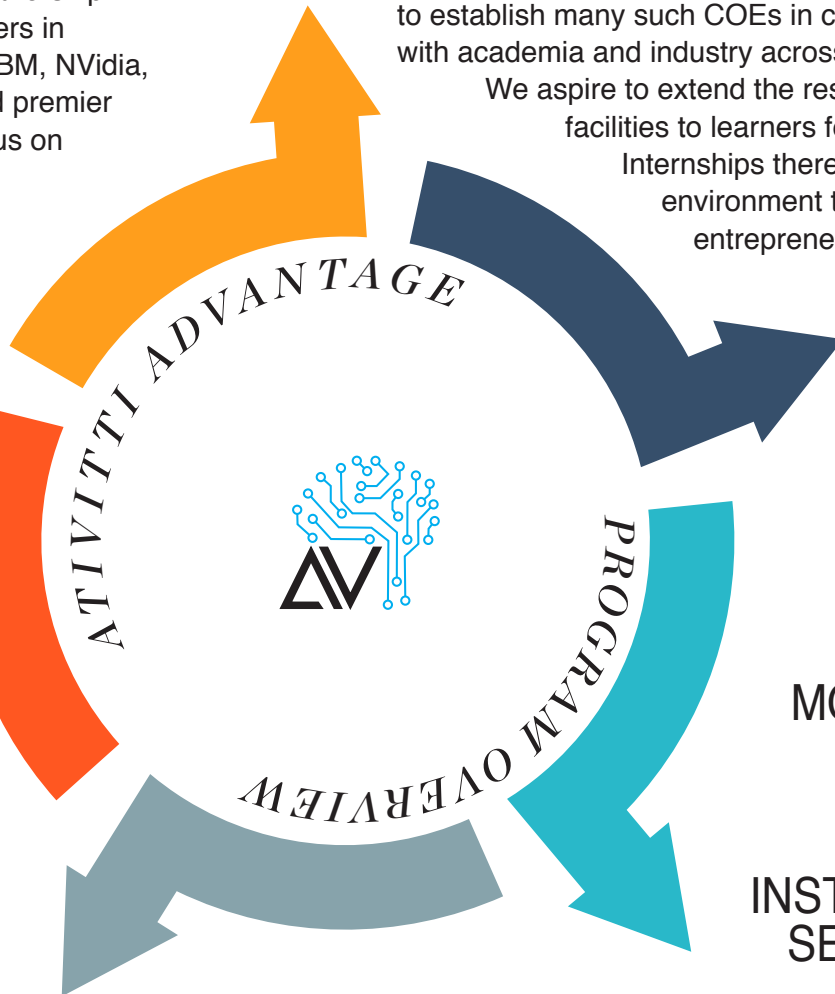 ers in
BM, NVidia,
premier
us on
to establish many such COEs in c
with academia and industry across
We aspire to extend the res
facilities to learners f
Internships there
environment t
entreprene
ATIVITTI ADVANTAGE
AV
PROGRAM OVERVIEW
MO
INST
SE